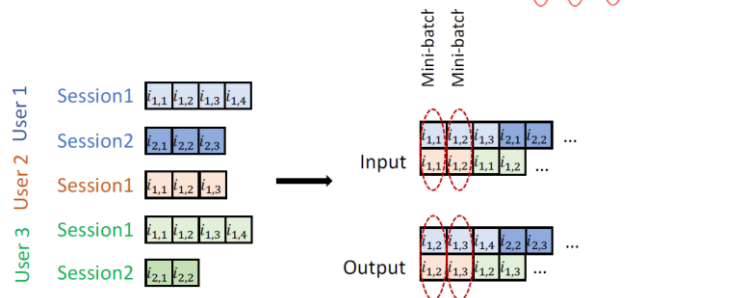 Mini-batch
Mini-batch
User 1
Session1 i1,1 i1,2 i1,3 i1,4
Session2 i2,1 i2,2 i2,3
User 2
Session1 i1,1 i1,2 i1,3
User 3
Session1 i1,1 i1,2 i1,3 i1,4
Session2 i2,1 i2,2
Input
i1,1 i1,2 i1,3 i2,1 i2,2 ...
i1,1 i1,2 i1,1 i1,2 ...
Output
i1,2 i1,3 i1,4 i2,2 i2,3 ...
i1,2 i1,3 i1,2 i1,3 ...